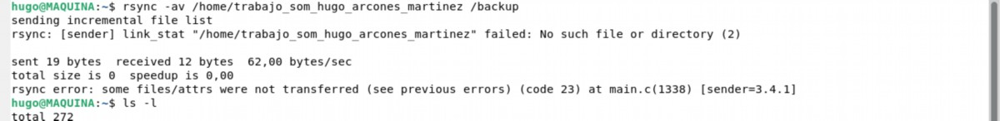 hugo@MAQUINA:~$ rsync -av /home/trabajo_som_hugo_arcones_martinez /backup
sending incremental file list
rsync: [sender] link_stat "/home/trabajo_som_hugo_arcones_martinez" failed: No such file or directory (2)
sent 19 bytes  received 12 bytes  62,00 bytes/sec
total size is 0  speedup is 0,00
rsync error: some files/attrs were not transferred (see previous errors) (code 23) at main.c(1338) [sender=3.4.1]
hugo@MAQUINA:~$ ls -l
total 272